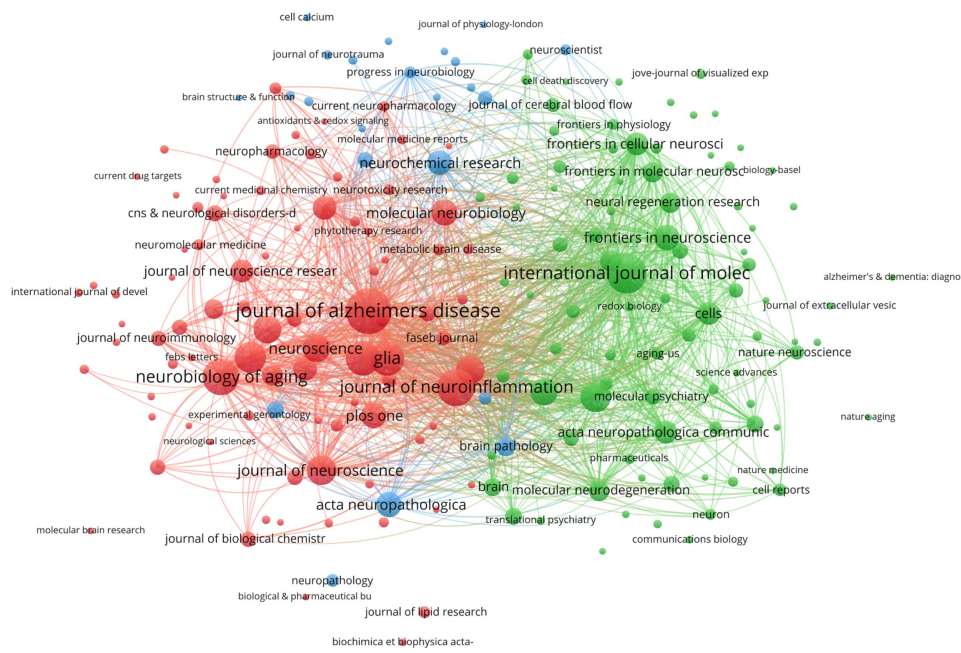 cell calcium
journal of physiology-london
neuroscientist
journal of neurotrauma
progress in neurobiology
jove-journal of visualized exp
cell death discovery
brain structure & function
current neuropharmacology
journal of cerebral blood flow
antioxidants & redox signaling
frontiers in physiology
molecular medicine reports
frontiers in cellular neurosci
neuropharmacology
neurochemical research
frontiers in molecular neurosc
biology-basel
current drug targets
current medicinal chemistry
neurotoxicity research
neural regeneration research
cns & neurological disorders-d
molecular neurobiology
phytotherapy research
frontiers in neuroscience
neuromolecular medicine
metabolic brain disease
journal of neuroscience resear
international journal of molec
alzheimer's & dementia: diagno
international journal of devel
redox biology
journal of extracellular vesic
journal of alzheimers disease
cells
journal of neuroimmunology
faseb journal
neuroscience
febs letters
glia
aging-us
nature neuroscience
science advances
neurobiology of aging
journal of neuroinflammation
molecular psychiatry
experimental gerontology
plos one
nature aging
acta neuropathologica communic
neurological sciences
brain pathology
pharmaceuticals
journal of neuroscience
nature medicine
brain
molecular neurodegeneration
cell reports
acta neuropathologica
neuron
translational psychiatry
molecular brain research
journal of biological chemistr
communications biology
neuropathology
biological & pharmaceutical bu
journal of lipid research
biochimica et biophysica acta-